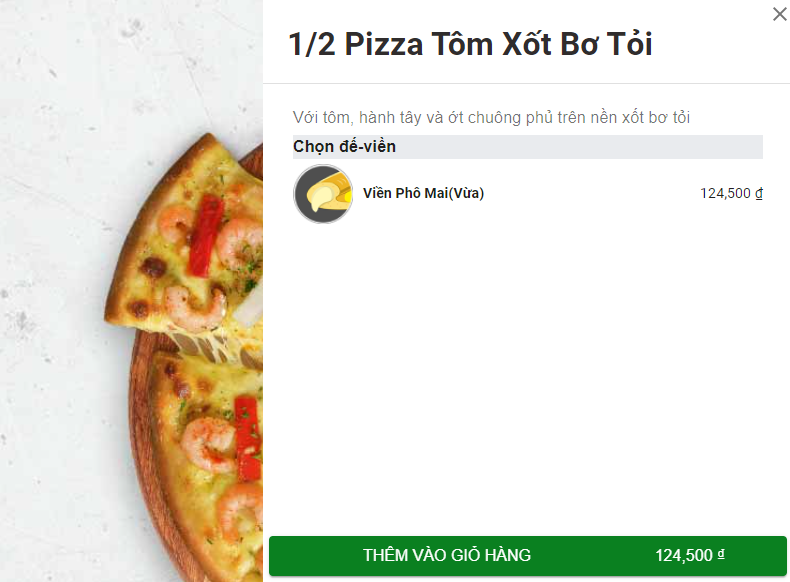 1/2 Pizza Tôm Xốt Bơ Tỏi
Với tôm, hành tây và ớt chuông phủ trên nền xốt bơ tỏi
Chọn đế-viền
Viền Phô Mai(Vừa) 124,500 ₫
THÊM VÀO GIỎ HÀNG 124,500 ₫